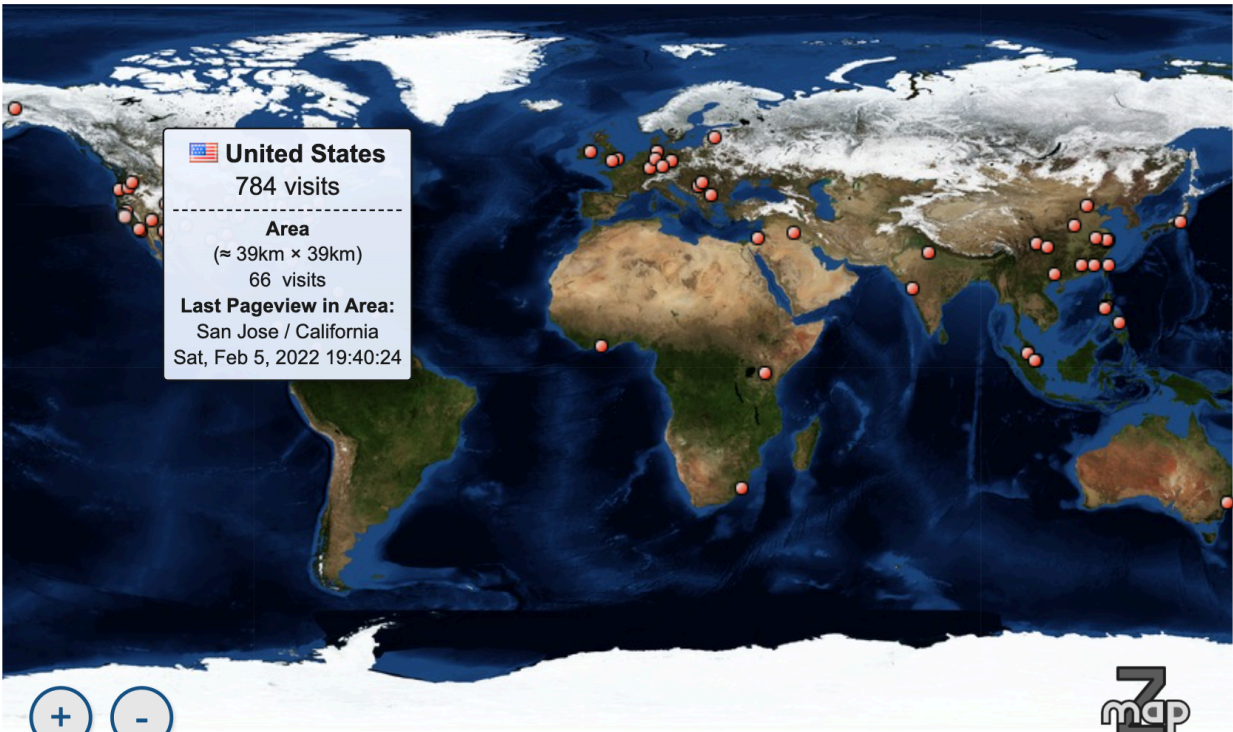 United States
784 visits
Area
(≈ 39km × 39km)
66 visits
Last Pageview in Area:
San Jose / California
Sat, Feb 5, 2022 19:40:24
+ -
Z
map